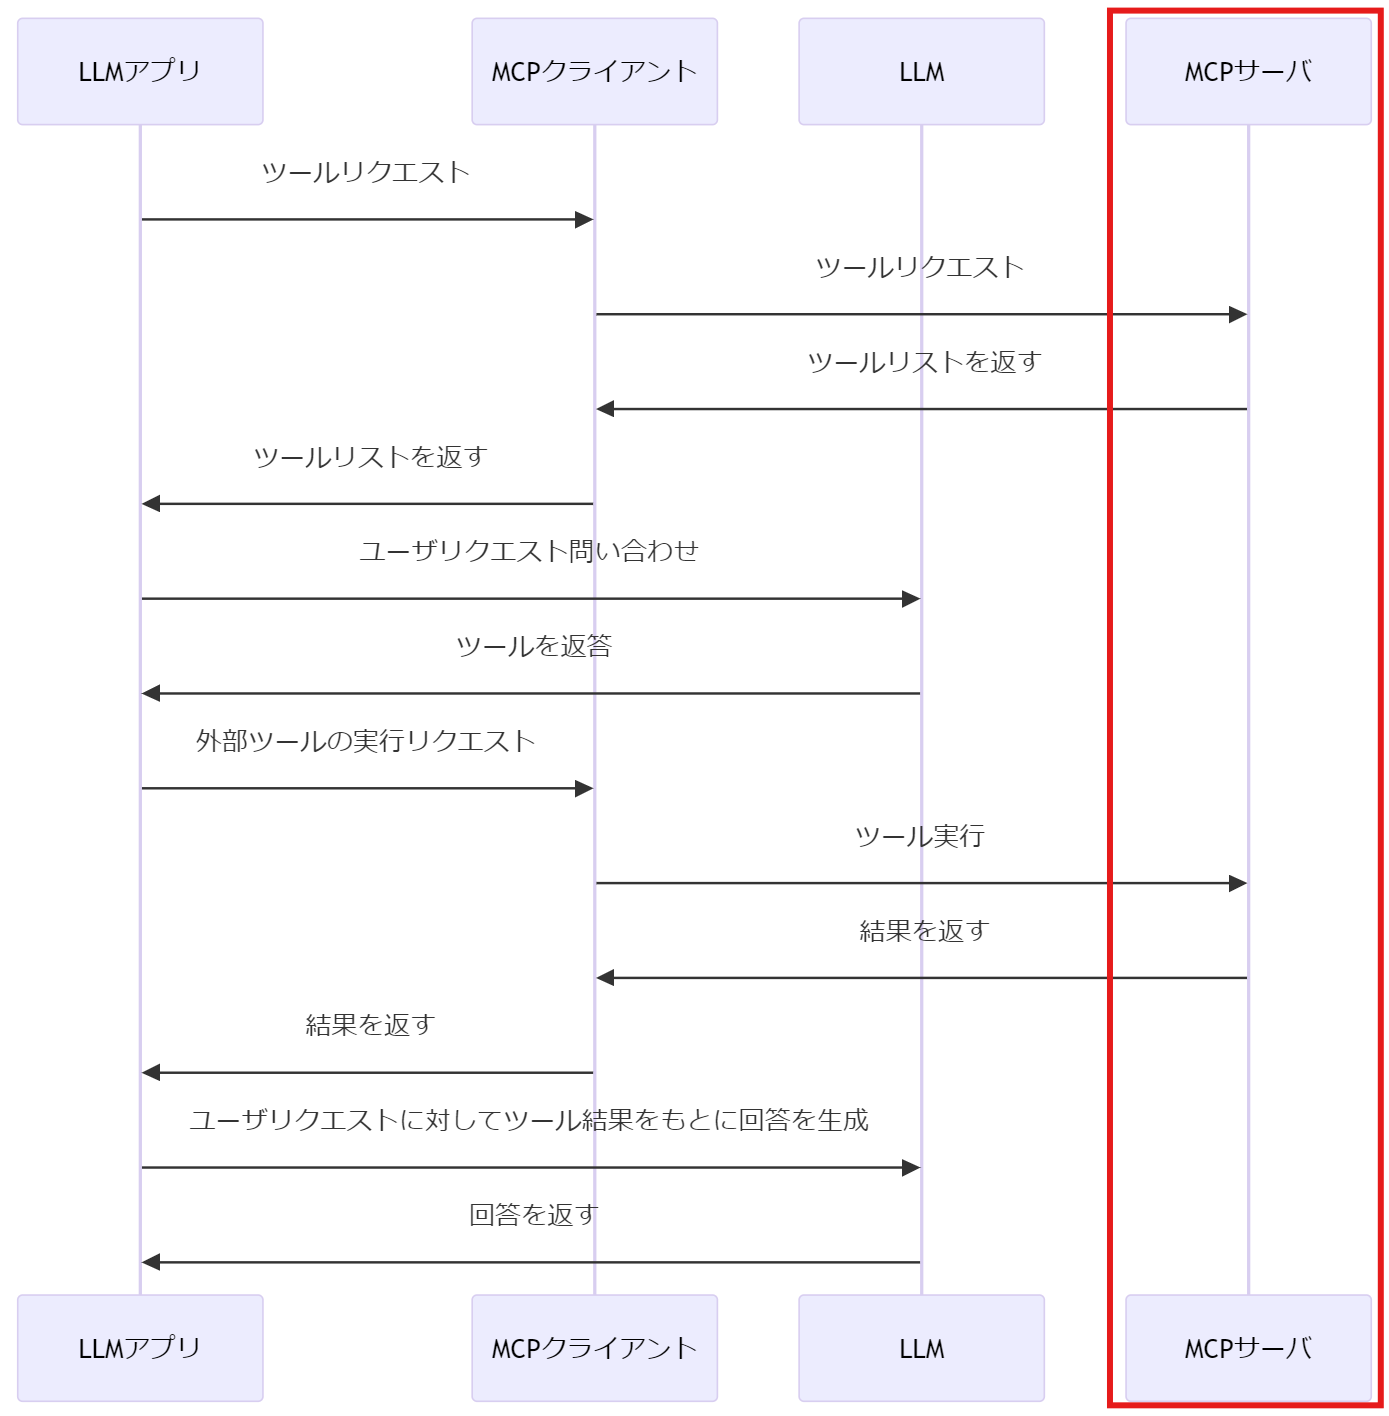 LLMアプリ
MCPクライアント
LLM
MCPサーバ
ツールリクエスト
ツールリクエスト
ツールリストを返す
ツールリストを返す
ユーザリクエスト問い合わせ
ツールを返答
外部ツールの実行リクエスト
ツール実行
結果を返す
結果を返す
ユーザリクエストに対してツール結果をもとに回答を生成
回答を返す
LLMアプリ
MCPクライアント
LLM
MCPサーバ